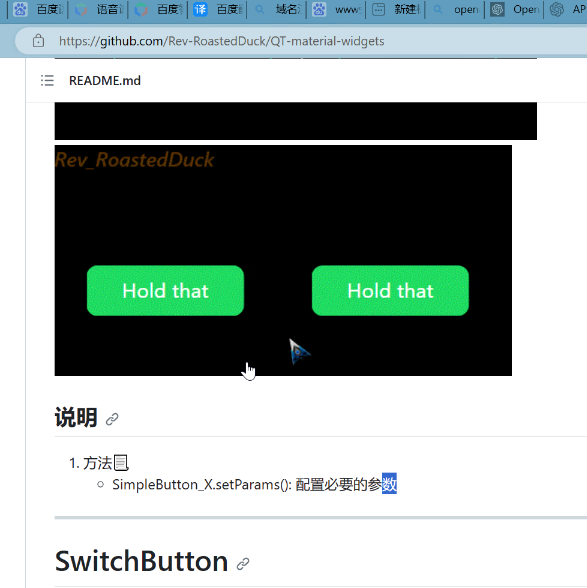 百度
语音
百度
百度
域名
www
新建
open
Open
AP
https://github.com/Rev-RoastedDuck/QT-material-widgets
README.md
Rev_RoastedDuck
Hold that
Hold that
说明
1. 方法
SimpleButton_X.setParams(): 配置必要的参数
SwitchButton